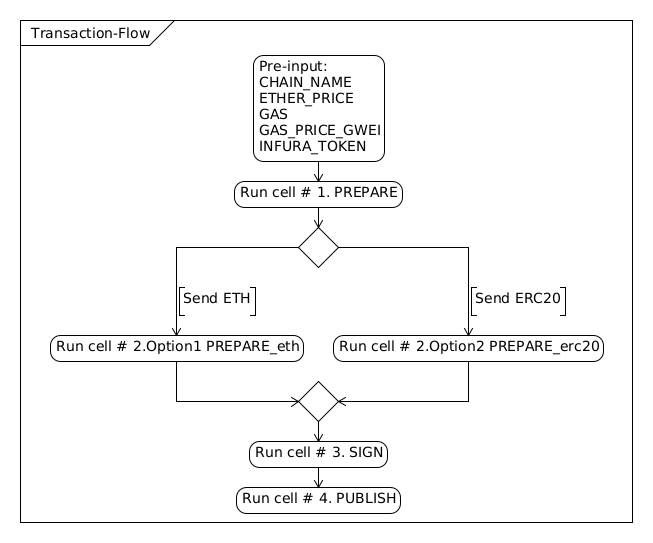 Transaction-Flow
Pre-input:
CHAIN_NAME
ETHER_PRICE
GAS
GAS_PRICE_GWEI
INFURA_TOKEN
Run cell # 1. PREPARE
[Send ETH]
[Send ERC20]
Run cell # 2.Option1 PREPARE_eth
Run cell # 2.Option2 PREPARE_erc20
Run cell # 3. SIGN
Run cell # 4. PUBLISH